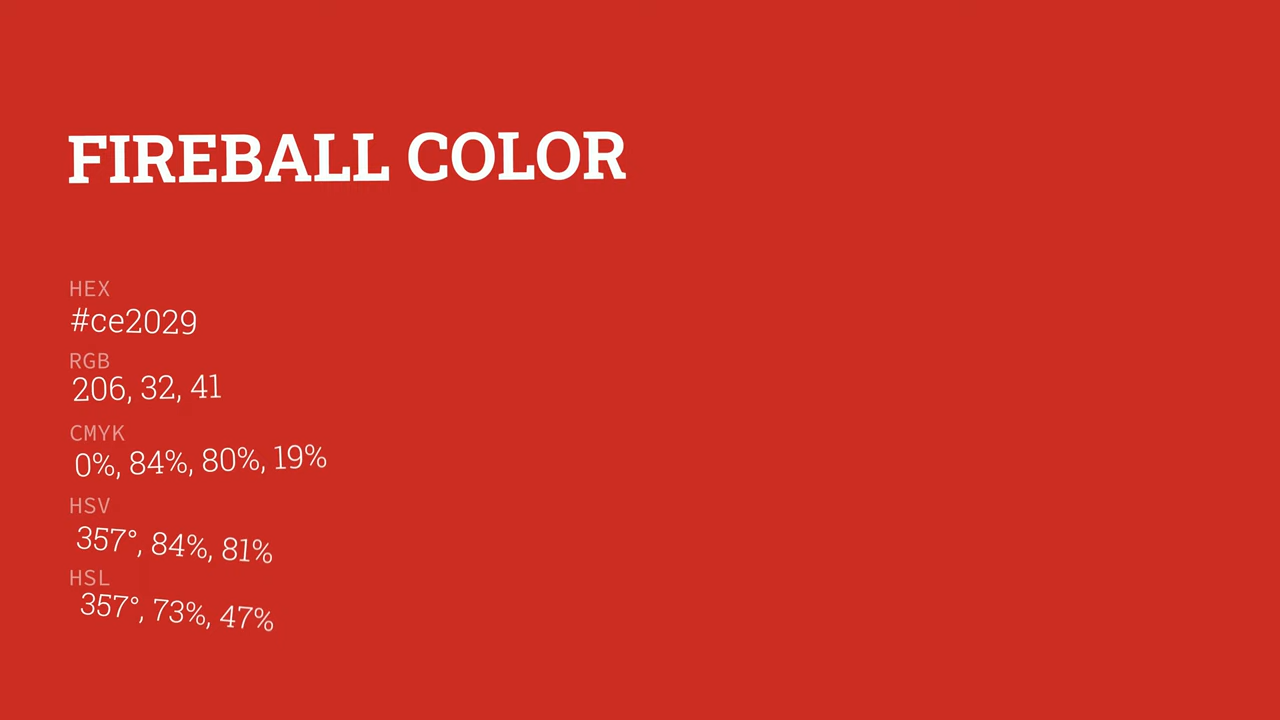 FIREBALL COLOR
HEX
#ce2029
RGB
206, 32, 41
CMYK
0%, 84%, 80%, 19%
HSV
357°, 84%, 81%
HSL
357°, 73%, 47%